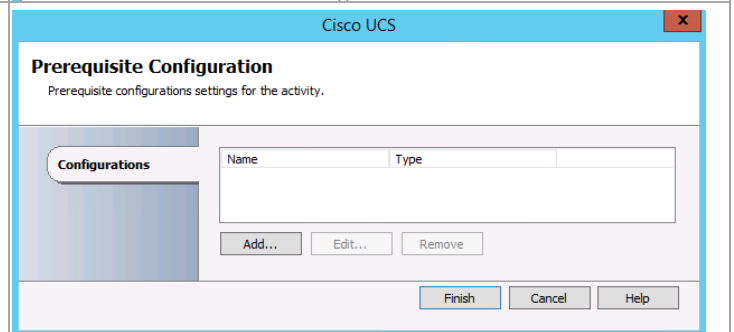 Cisco UCS
x
Prerequisite Configuration
Prerequisite configurations settings for the activity.
Configurations
Name Type
Add... Edit... Remove
Finish Cancel Help